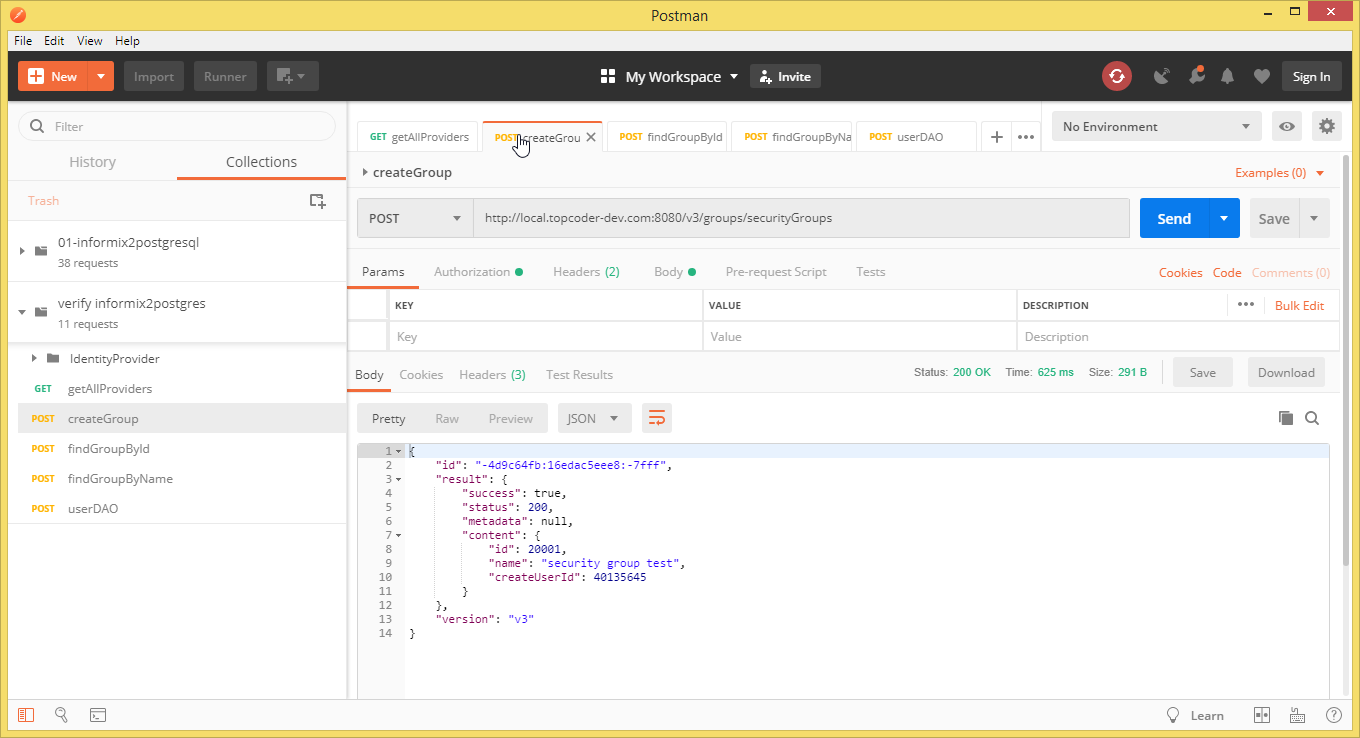 Postman
File Edit View Help
New Import Runner My Workspace Invite Sign In
Filter
History Collections
Trash
01-informix2postgresql
38 requests
verify informix2postgres
11 requests
IdentityProvider
GET getAllProviders
POST createGroup
POST findGroupById
POST findGroupByName
POST userDAO
GET getAllProviders POST createGrou POST findGroupById POST findGroupByNa POST userDAO No Environment
createGroup Examples (0)
POST http://local.topcoder-dev.com:8080/v3/groups/securityGroups Send Save
Params Authorization Headers (2) Body Pre-request Script Tests Cookies Code Comments (0)
KEY VALUE DESCRIPTION Bulk Edit
Key Value Description
Body Cookies Headers (3) Test Results Status: 200 OK Time: 625 ms Size: 291 B Save Download
Pretty Raw Preview JSON
1 {
2 "id": "-4d9c64fb:16edac5eee8:-7fff",
3 "result": {
4 "success": true,
5 "status": 200,
6 "metadata": null,
7 "content": {
8 "id": 20001,
9 "name": "security group test",
10 "createUserId": 40135645
11 }
12 },
13 "version": "v3"
14 }
Learn